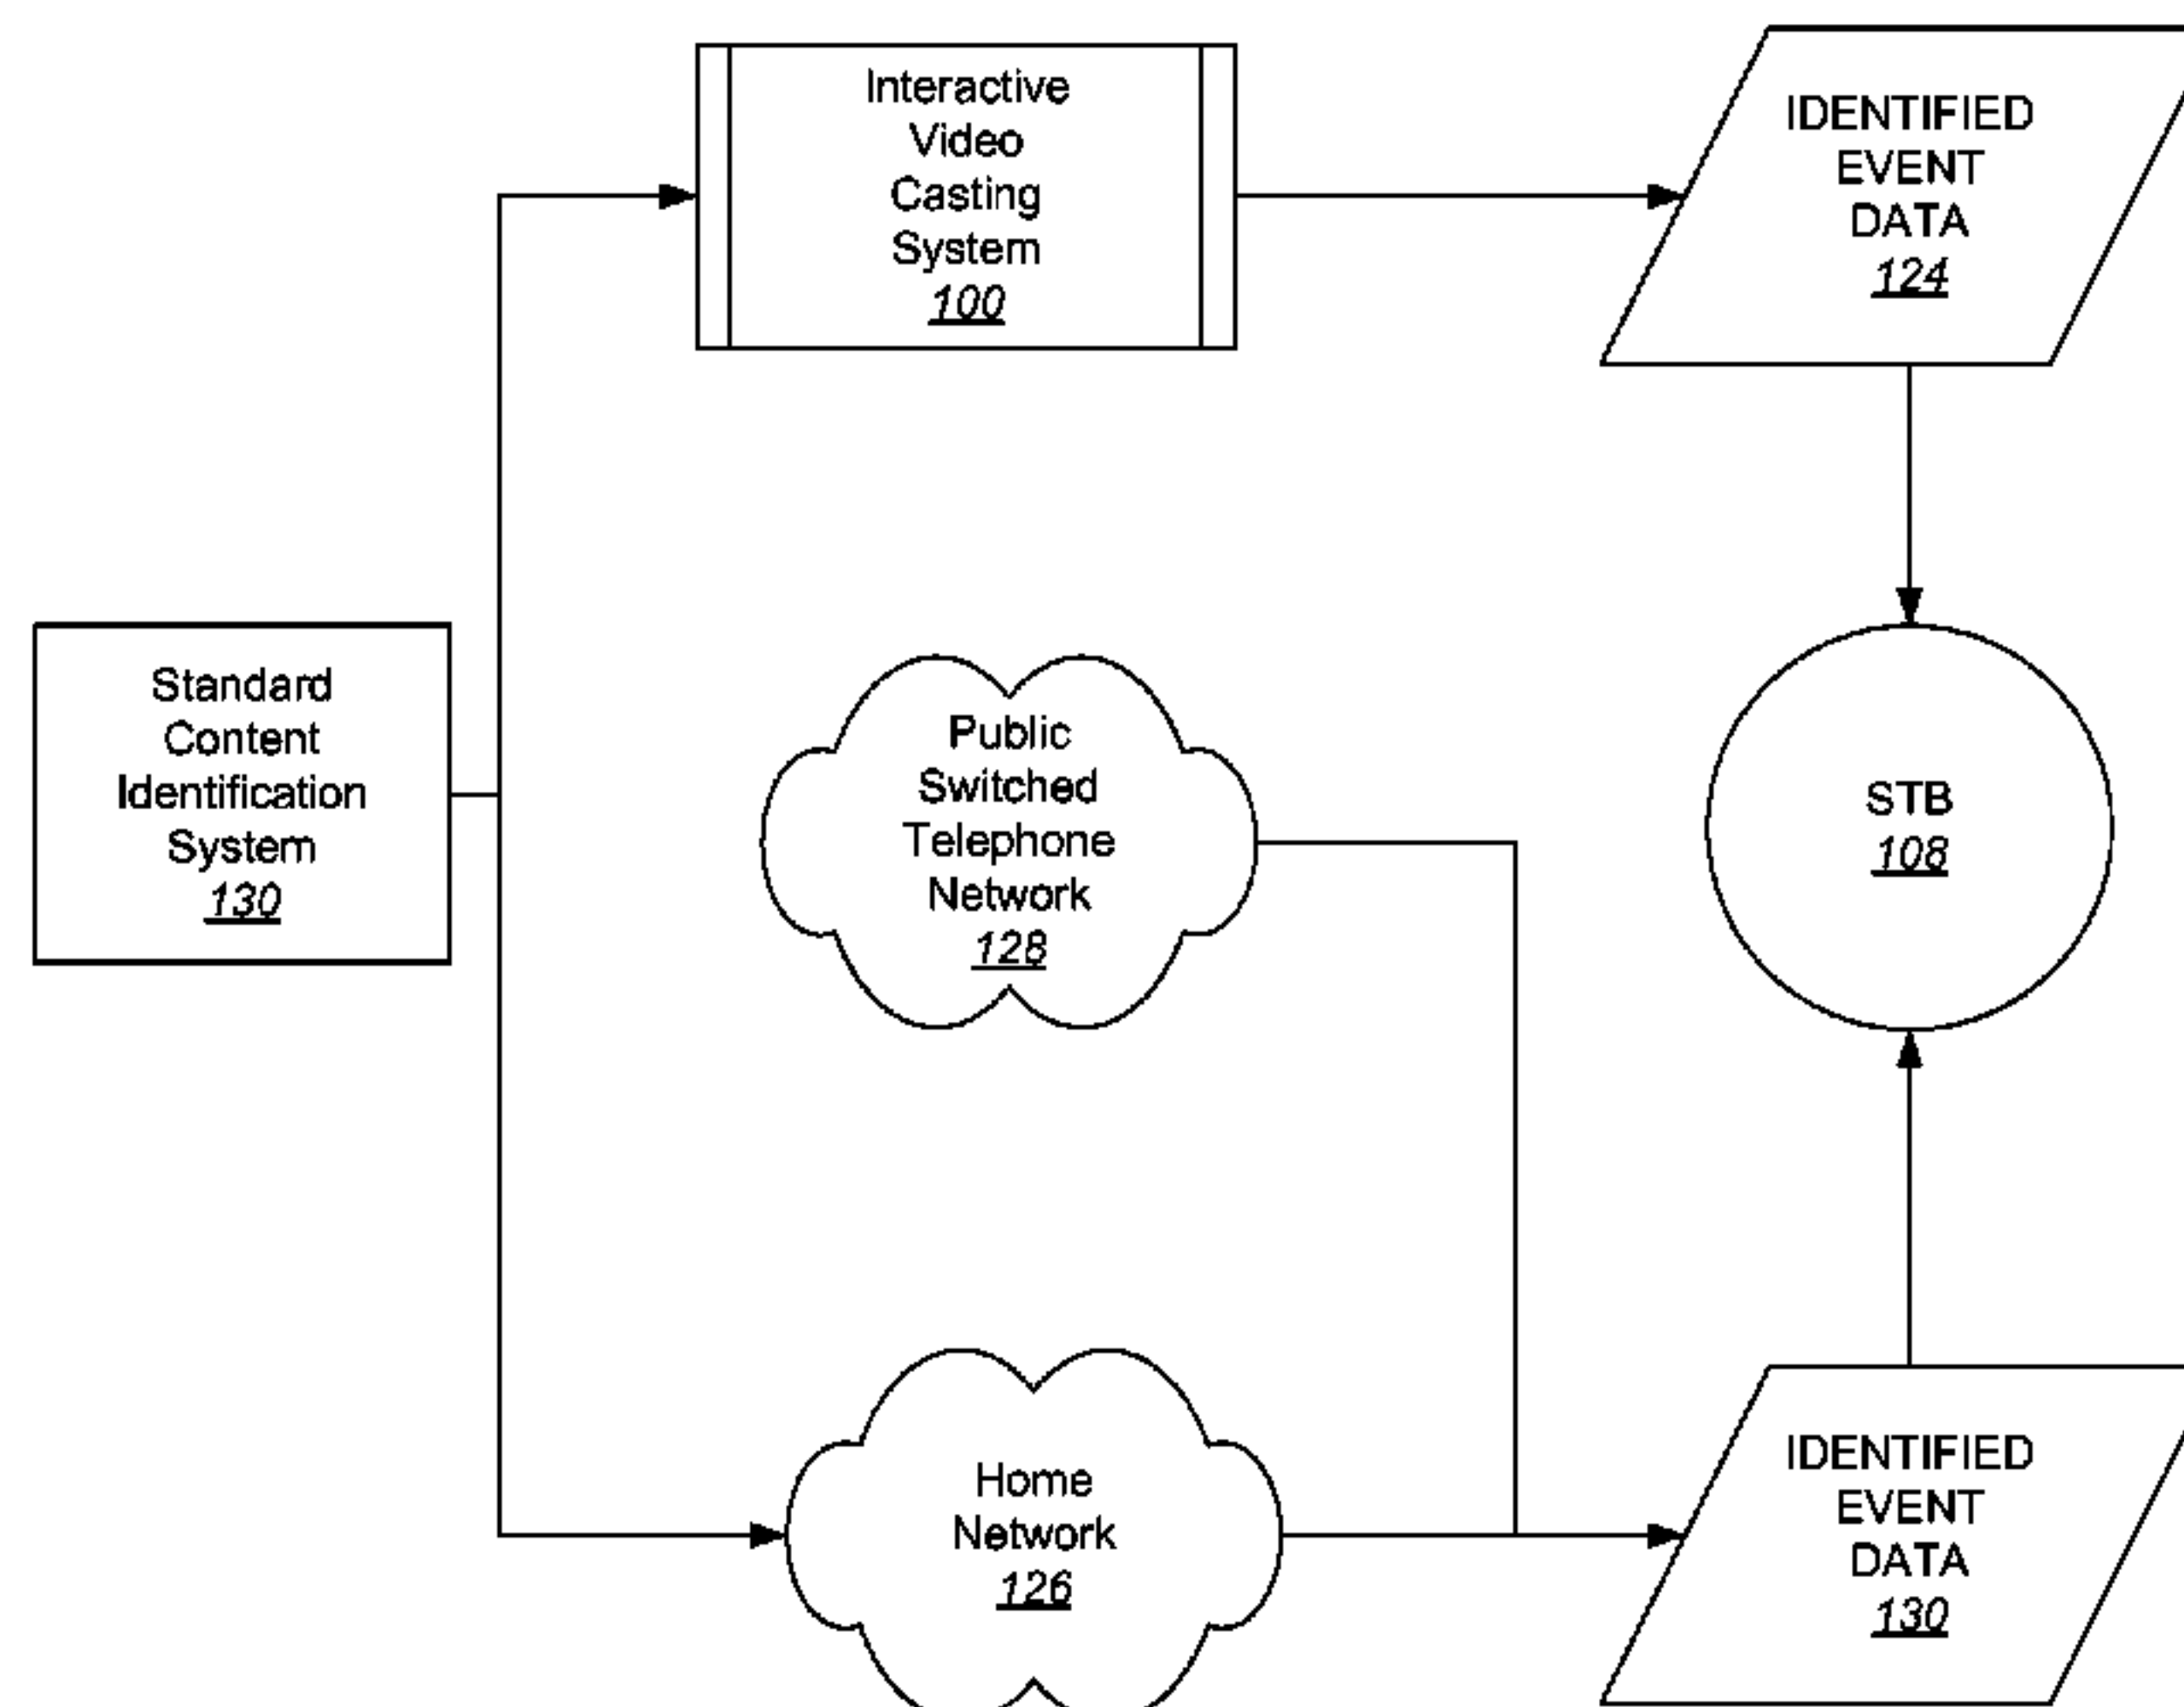 Interactive
Video
Casting
System
100
IDENTIFIED
EVENT
DATA
124
Standard
Content
Identification
System
130
Public
Switched
Telephone
Network
128
STB
108
Home
Network
126
IDENTIFIED
EVENT
DATA
130